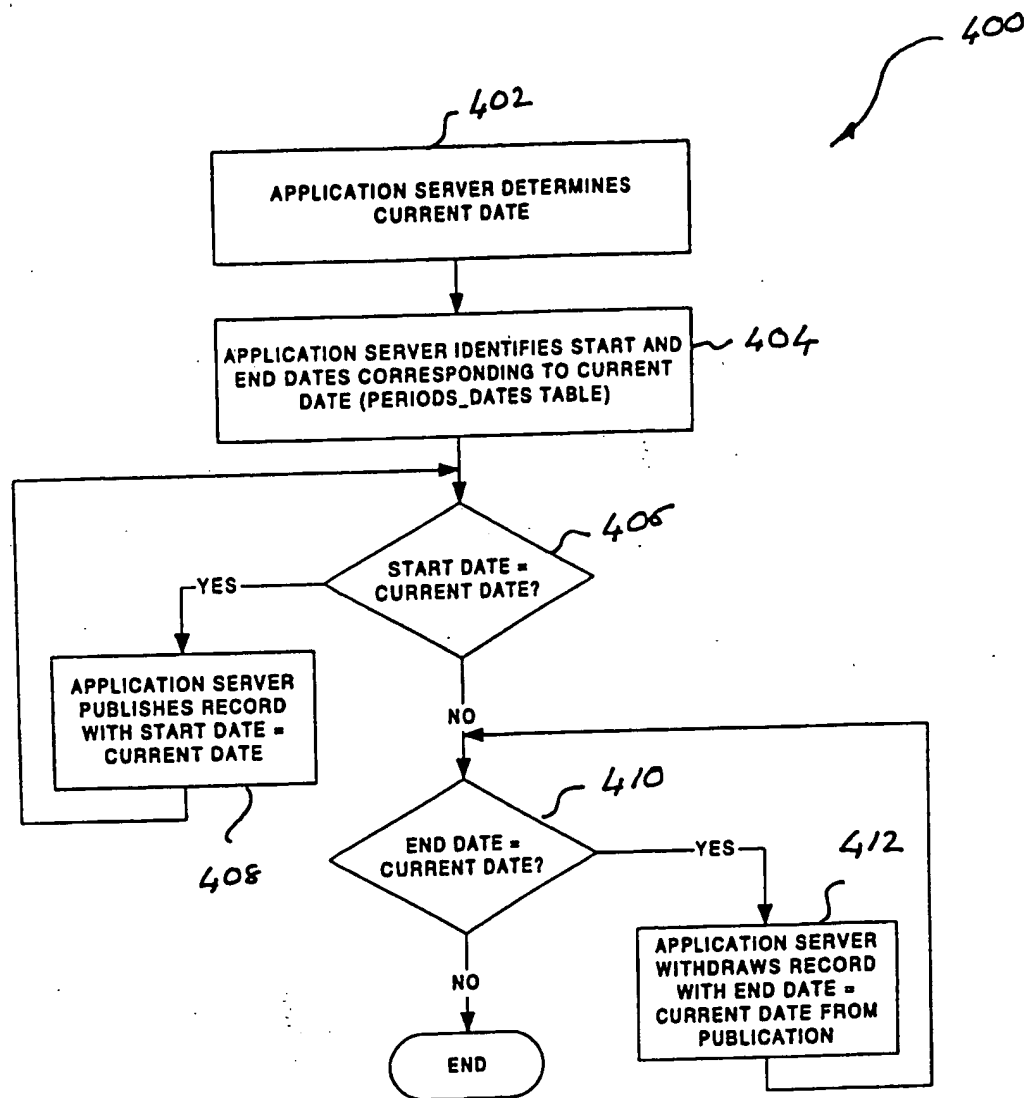 400
402
APPLICATION SERVER DETERMINES
CURRENT DATE
APPLICATION SERVER IDENTIFIES START AND
END DATES CORRESPONDING TO CURRENT
DATE (PERIODS_DATES TABLE)
404
406
START DATE =
CURRENT DATE?
YES
APPLICATION SERVER
PUBLISHES RECORD
WITH START DATE =
CURRENT DATE
408
NO
410
END DATE =
CURRENT DATE?
YES
412
APPLICATION SERVER
WITHDRAWS RECORD
WITH END DATE =
CURRENT DATE FROM
PUBLICATION
NO
END